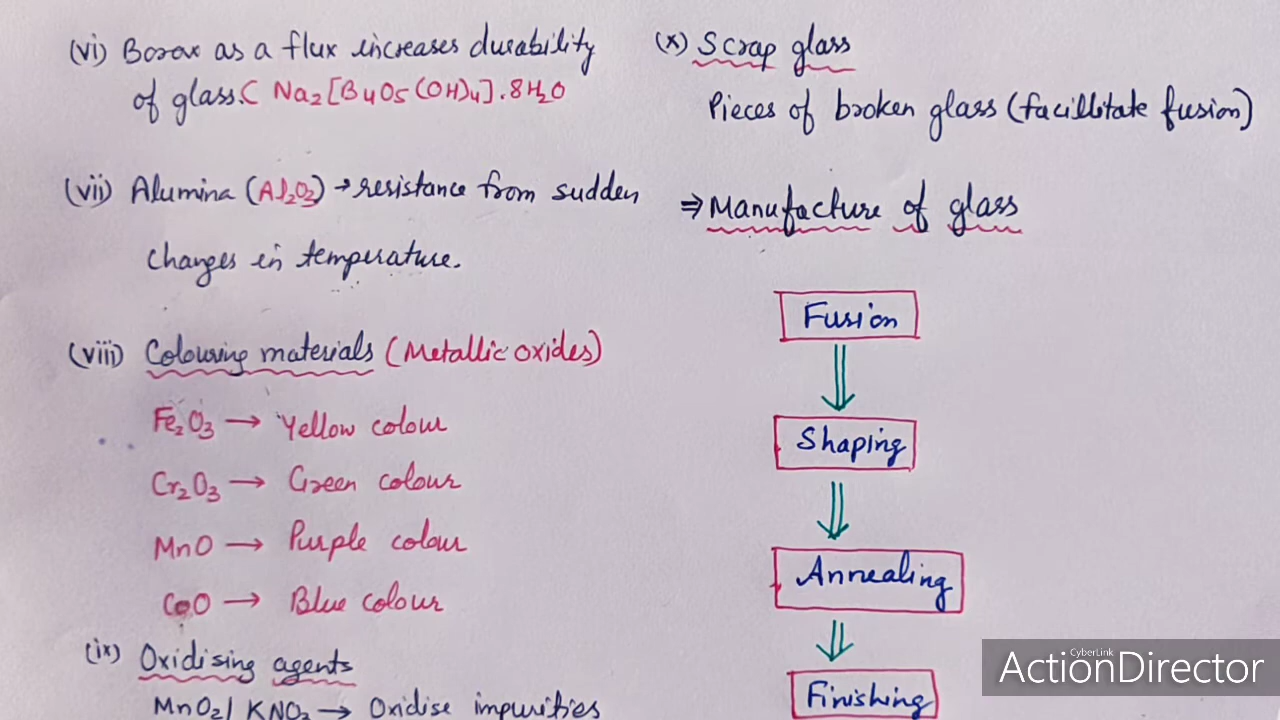 (vi) Borax as a flux increases durability
of glass.( Na2[B4O5(OH)4].8H2O
(vii) Alumina (Al2O3) → resistance from sudden
changes in temperature.
(viii) Colouring materials (Metallic oxides)
Fe2O3 → Yellow colour
Cr2O3 → Green colour
MnO → Purple colour
CoO → Blue colour
(ix) Oxidising agents
MnO2/ KNO3 → Oxidise impurities
(x) Scrap glass
Pieces of broken glass (facillitate fusion)
⇒ Manufacture of glass
Fusion
Shaping
Annealing
Finishing
CyberLink
ActionDirector